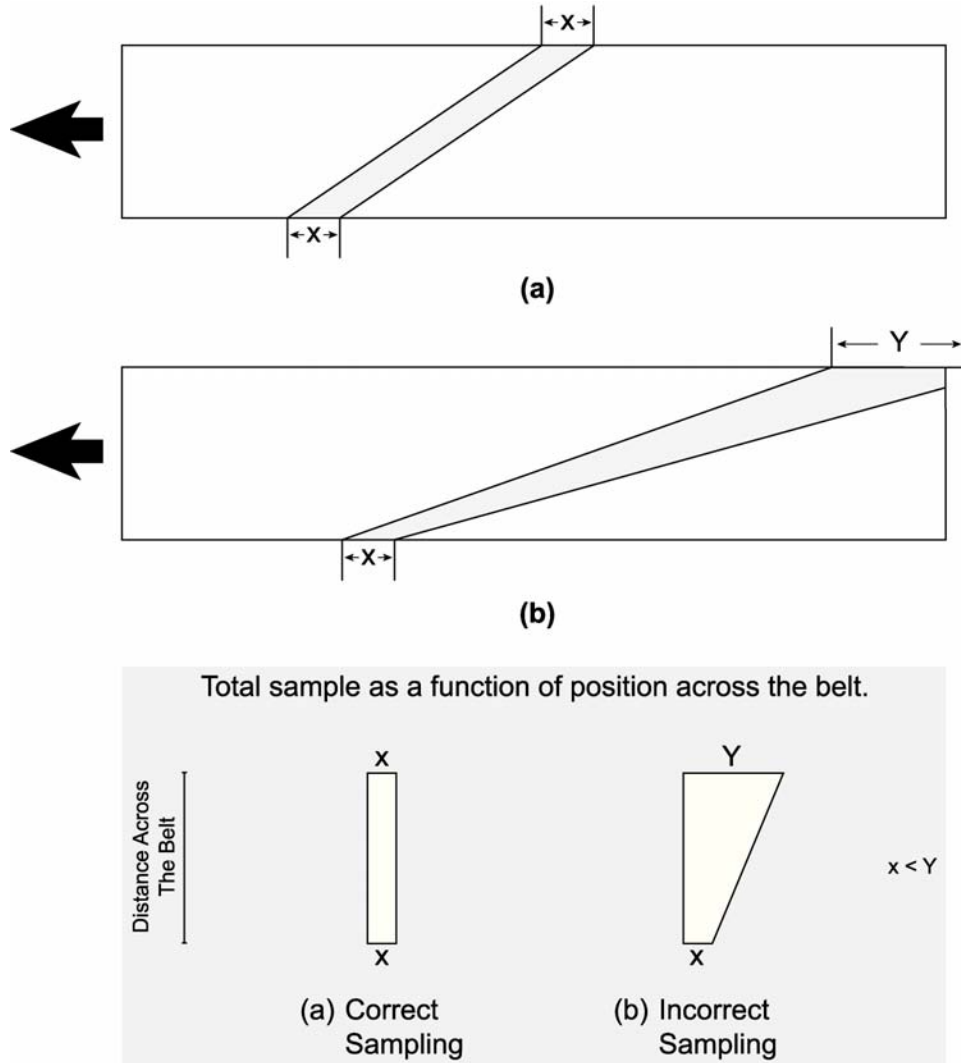 x
x
(a)
Y
x
(b)
Total sample as a function of position across the belt.
x
Y
Distance Across
The Belt
x < Y
x
x
(a) Correct
Sampling
(b) Incorrect
Sampling